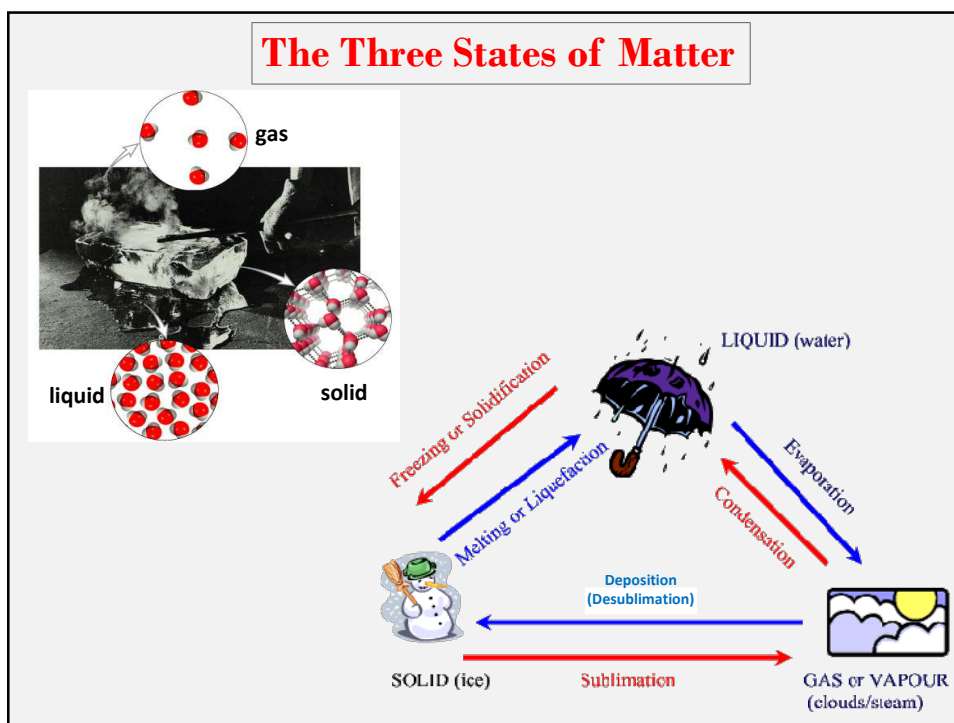 The Three States of Matter
gas
liquid
solid
LIQUID (water)
Freezing or Solidification
Melting or Liquefaction
Evaporation
Condensation
Deposition
(Desublimation)
SOLID (ice)
Sublimation
GAS or VAPOUR
(clouds/steam)